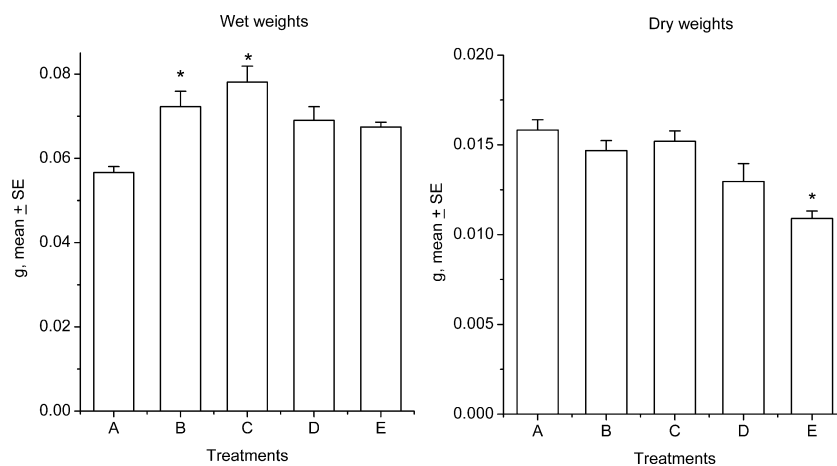 Wet weights
g, mean ± SE
0.08
0.06
0.04
0.02
0.00
*
*
A B C D E
Treatments
Dry weights
g, mean ± SE
0.020
0.015
0.010
0.005
0.000
*
A B C D E
Treatments